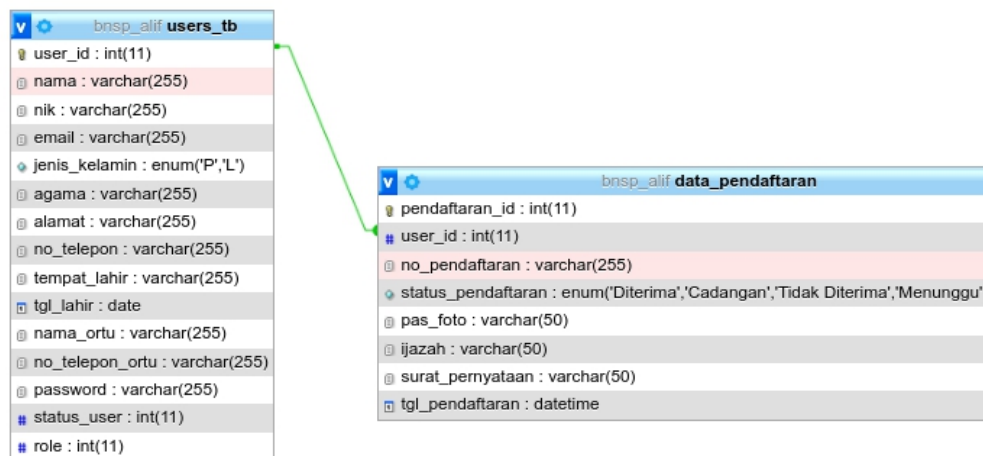 bnsp_alif users_tb
user_id : int(11)
nama : varchar(255)
nik : varchar(255)
email : varchar(255)
jenis_kelamin : enum('P','L')
agama : varchar(255)
alamat : varchar(255)
no_telepon : varchar(255)
tempat_lahir : varchar(255)
tgl_lahir : date
nama_ortu : varchar(255)
no_telepon_ortu : varchar(255)
password : varchar(255)
status_user : int(11)
role : int(11)
bnsp_alif data_pendaftaran
pendaftaran_id : int(11)
user_id : int(11)
no_pendaftaran : varchar(255)
status_pendaftaran : enum('Diterima','Cadangan','Tidak Diterima','Menunggu'
pas_foto : varchar(50)
ijazah : varchar(50)
surat_pernyataan : varchar(50)
tgl_pendaftaran : datetime